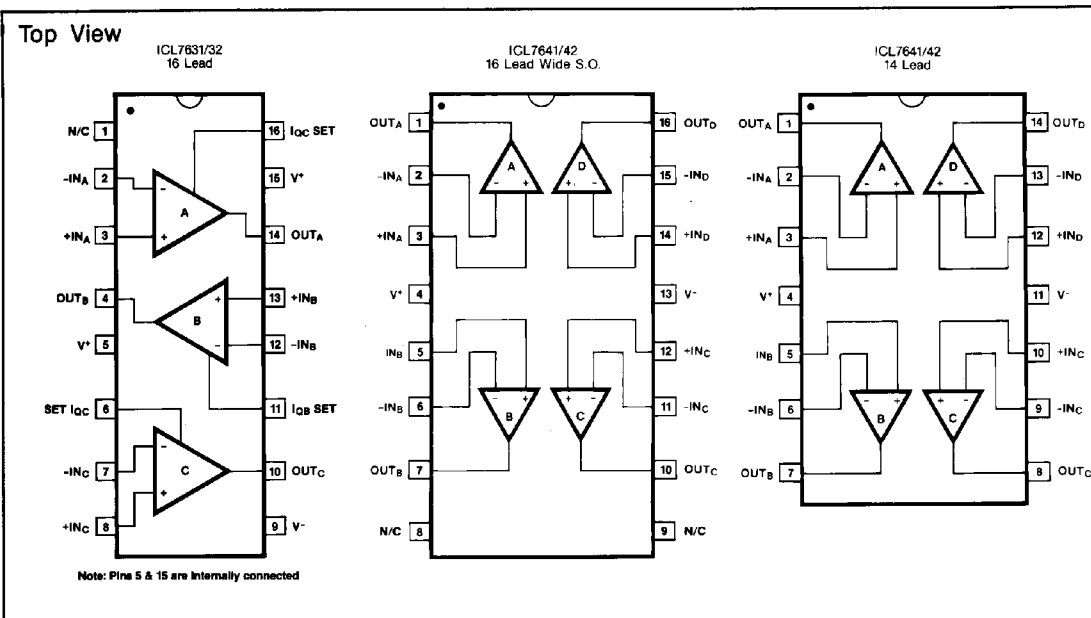 Top View
ICL7631/32
16 Lead
N/C 1
-INA 2
+INA 3
OUTB 4
V+ 5
SET IQC 6
-INC 7
+INC 8
16 IQC SET
15 V+
14 OUTA
13 +INB
12 -INB
11 IQB SET
10 OUTC
9 V-
- A +
+ B -
- C +
Note: Pins 5 & 15 are internally connected
ICL7641/42
16 Lead Wide S.O.
OUTA 1
-INA 2
+INA 3
V+ 4
INB 5
-INB 6
OUTB 7
N/C 8
16 OUTD
15 -IND
14 +IND
13 V-
12 +INC
11 -INC
10 OUTC
9 N/C
A
- +
D
+ -
- +
B
+ -
C
ICL7641/42
14 Lead
OUTA 1
-INA 2
+INA 3
V+ 4
INB 5
-INB 6
OUTB 7
14 OUTD
13 -IND
12 +IND
11 V-
10 +INC
9 -INC
8 OUTC
A
- +
D
+ -
- +
B
+ -
C